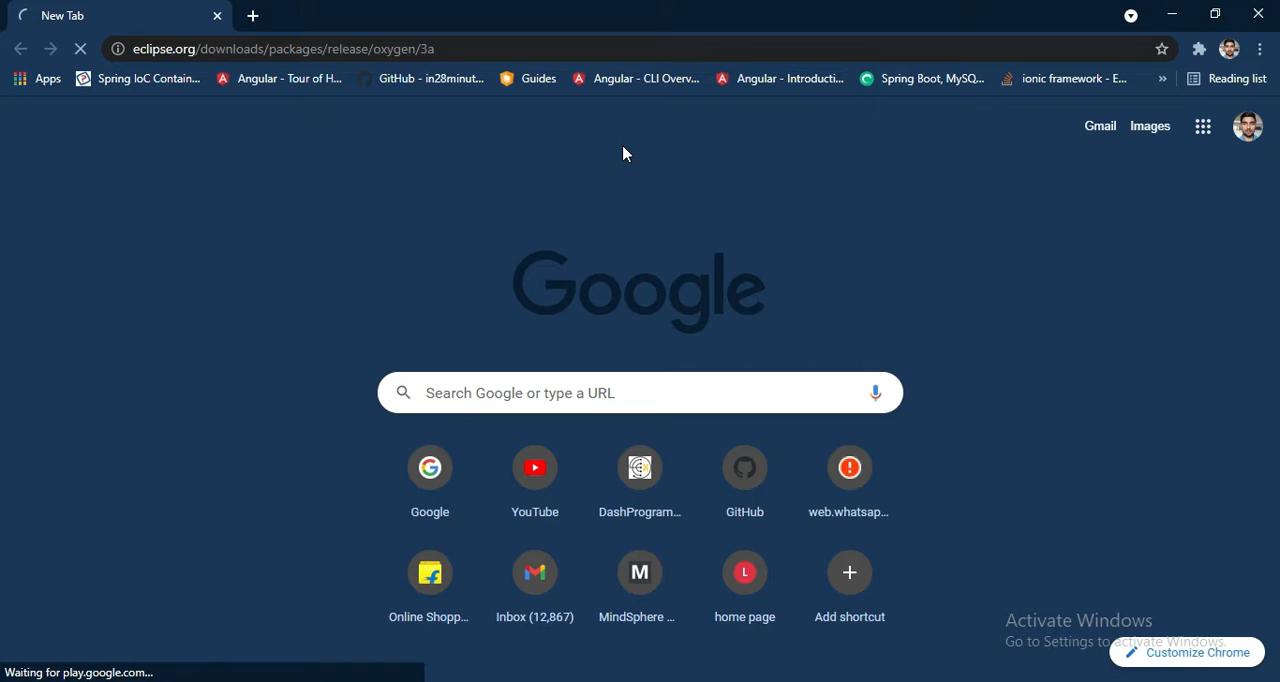 New Tab
eclipse.org/downloads/packages/release/oxygen/3a
Apps Spring IoC Contain... Angular - Tour of H... GitHub - in28minut... Guides Angular - CLI Overv... Angular - Introducti... Spring Boot, MySQ... ionic framework - E... » Reading list
Gmail Images
Google
Search Google or type a URL
Google YouTube DashProgram... GitHub web.whatsap...
M L
Online Shopp... Inbox (12,867) MindSphere ... home page Add shortcut
Activate Windows
Go to Settings to activate Windows.
Customize Chrome
Waiting for play.google.com...